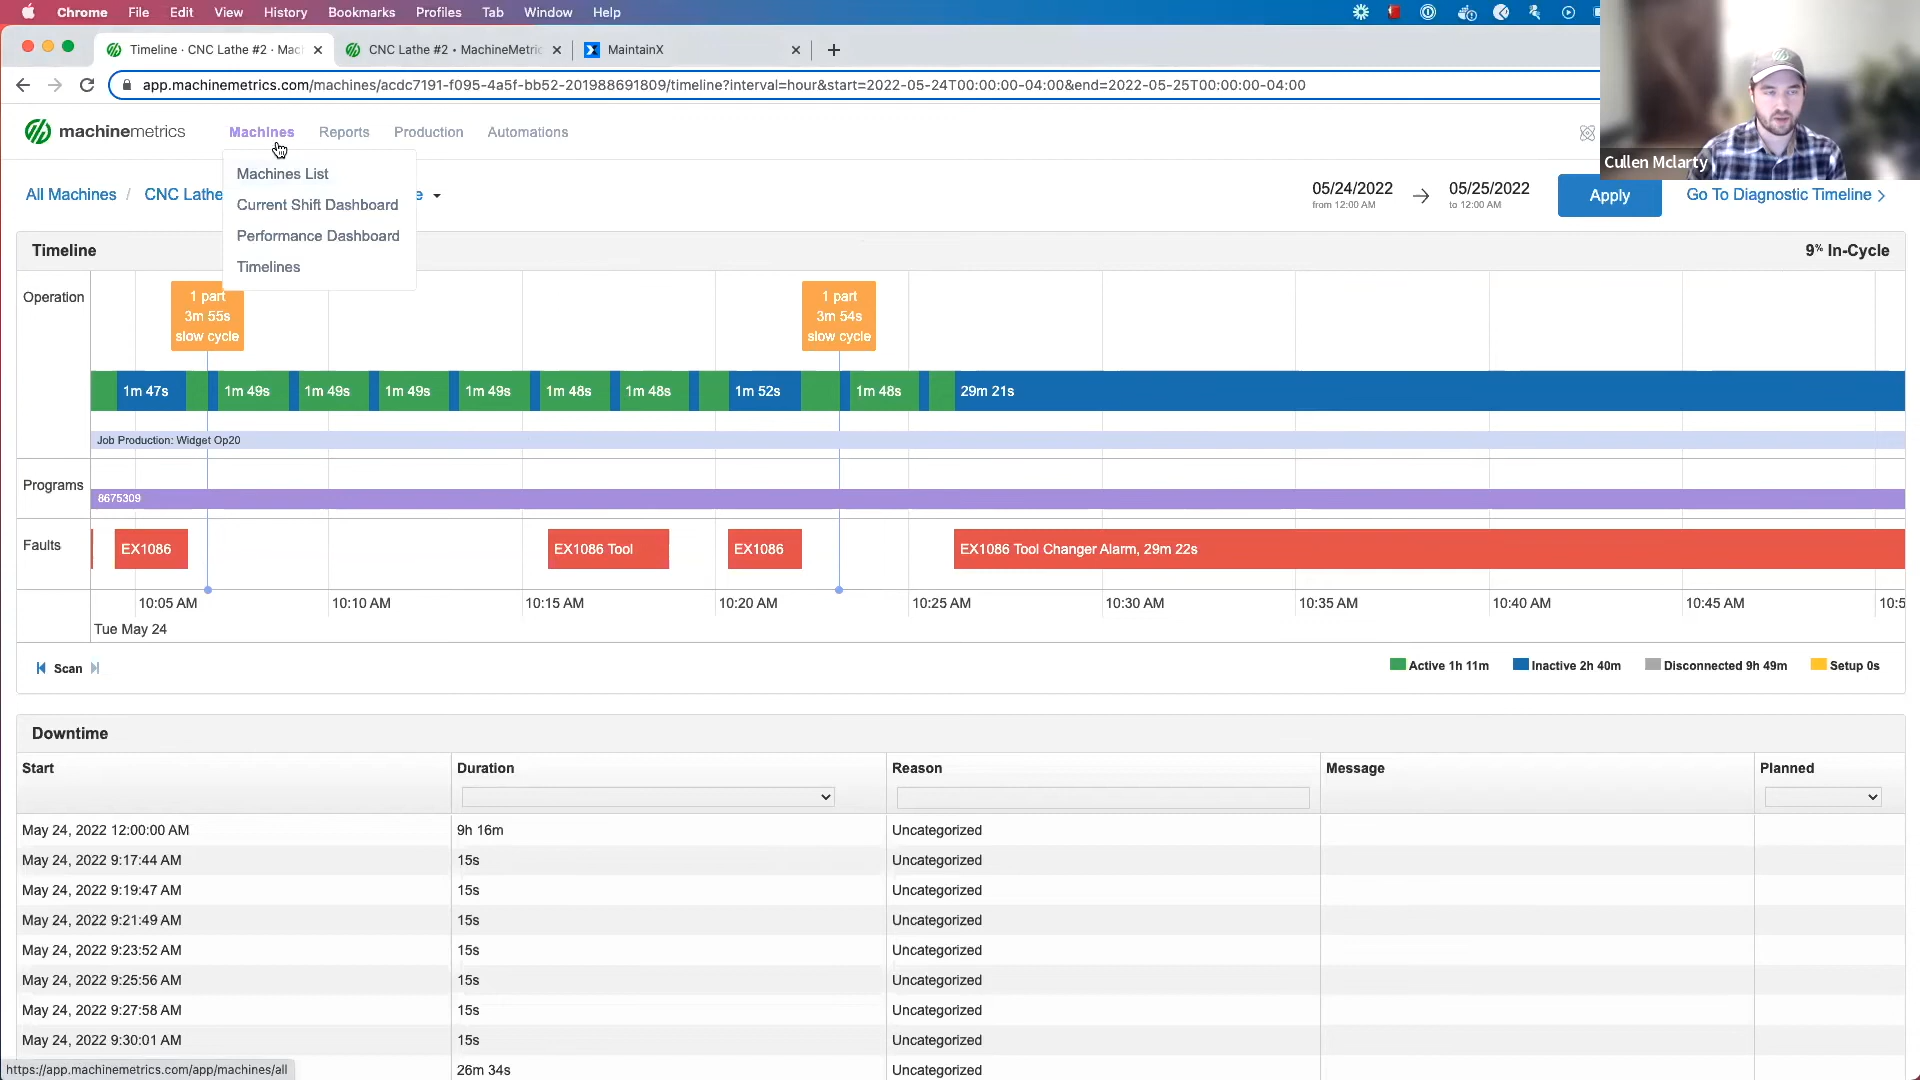 Chrome File Edit View History Bookmarks Profiles Tab Window Help
Timeline · CNC Lathe #2 · Mac
CNC Lathe #2 • MachineMetric
MaintainX
app.machinemetrics.com/machines/acdc7191-f095-4a5f-bb52-201988691809/timeline?interval=hour&start=2022-05-24T00:00:00-04:00&end=2022-05-25T00:00:00-04:00
machinemetrics
Machines Reports Production Automations
Cullen Mclarty
Machines List
Current Shift Dashboard
Performance Dashboard
Timelines
All Machines / CNC Lathe
05/24/2022 → 05/25/2022
from 12:00 AM to 12:00 AM
Apply
Go To Diagnostic Timeline
Timeline
9% In-Cycle
Operation
1 part
3m 55s
slow cycle
1 part
3m 54s
slow cycle
1m 47s 1m 49s 1m 49s 1m 49s 1m 49s 1m 48s 1m 48s 1m 52s 1m 48s 29m 21s
Job Production: Widget Op20
Programs
8675309
Faults
EX1086 EX1086 Tool EX1086 EX1086 Tool Changer Alarm, 29m 22s
10:05 AM 10:10 AM 10:15 AM 10:20 AM 10:25 AM 10:30 AM 10:35 AM 10:40 AM 10:45 AM 10:5
Tue May 24
Scan
Active 1h 11m Inactive 2h 40m Disconnected 9h 49m Setup 0s
Downtime
Start Duration Reason Message Planned
May 24, 2022 12:00:00 AM 9h 16m Uncategorized
May 24, 2022 9:17:44 AM 15s Uncategorized
May 24, 2022 9:19:47 AM 15s Uncategorized
May 24, 2022 9:21:49 AM 15s Uncategorized
May 24, 2022 9:23:52 AM 15s Uncategorized
May 24, 2022 9:25:56 AM 15s Uncategorized
May 24, 2022 9:27:58 AM 15s Uncategorized
May 24, 2022 9:30:01 AM 15s Uncategorized
26m 34s Uncategorized
https://app.machinemetrics.com/app/machines/all